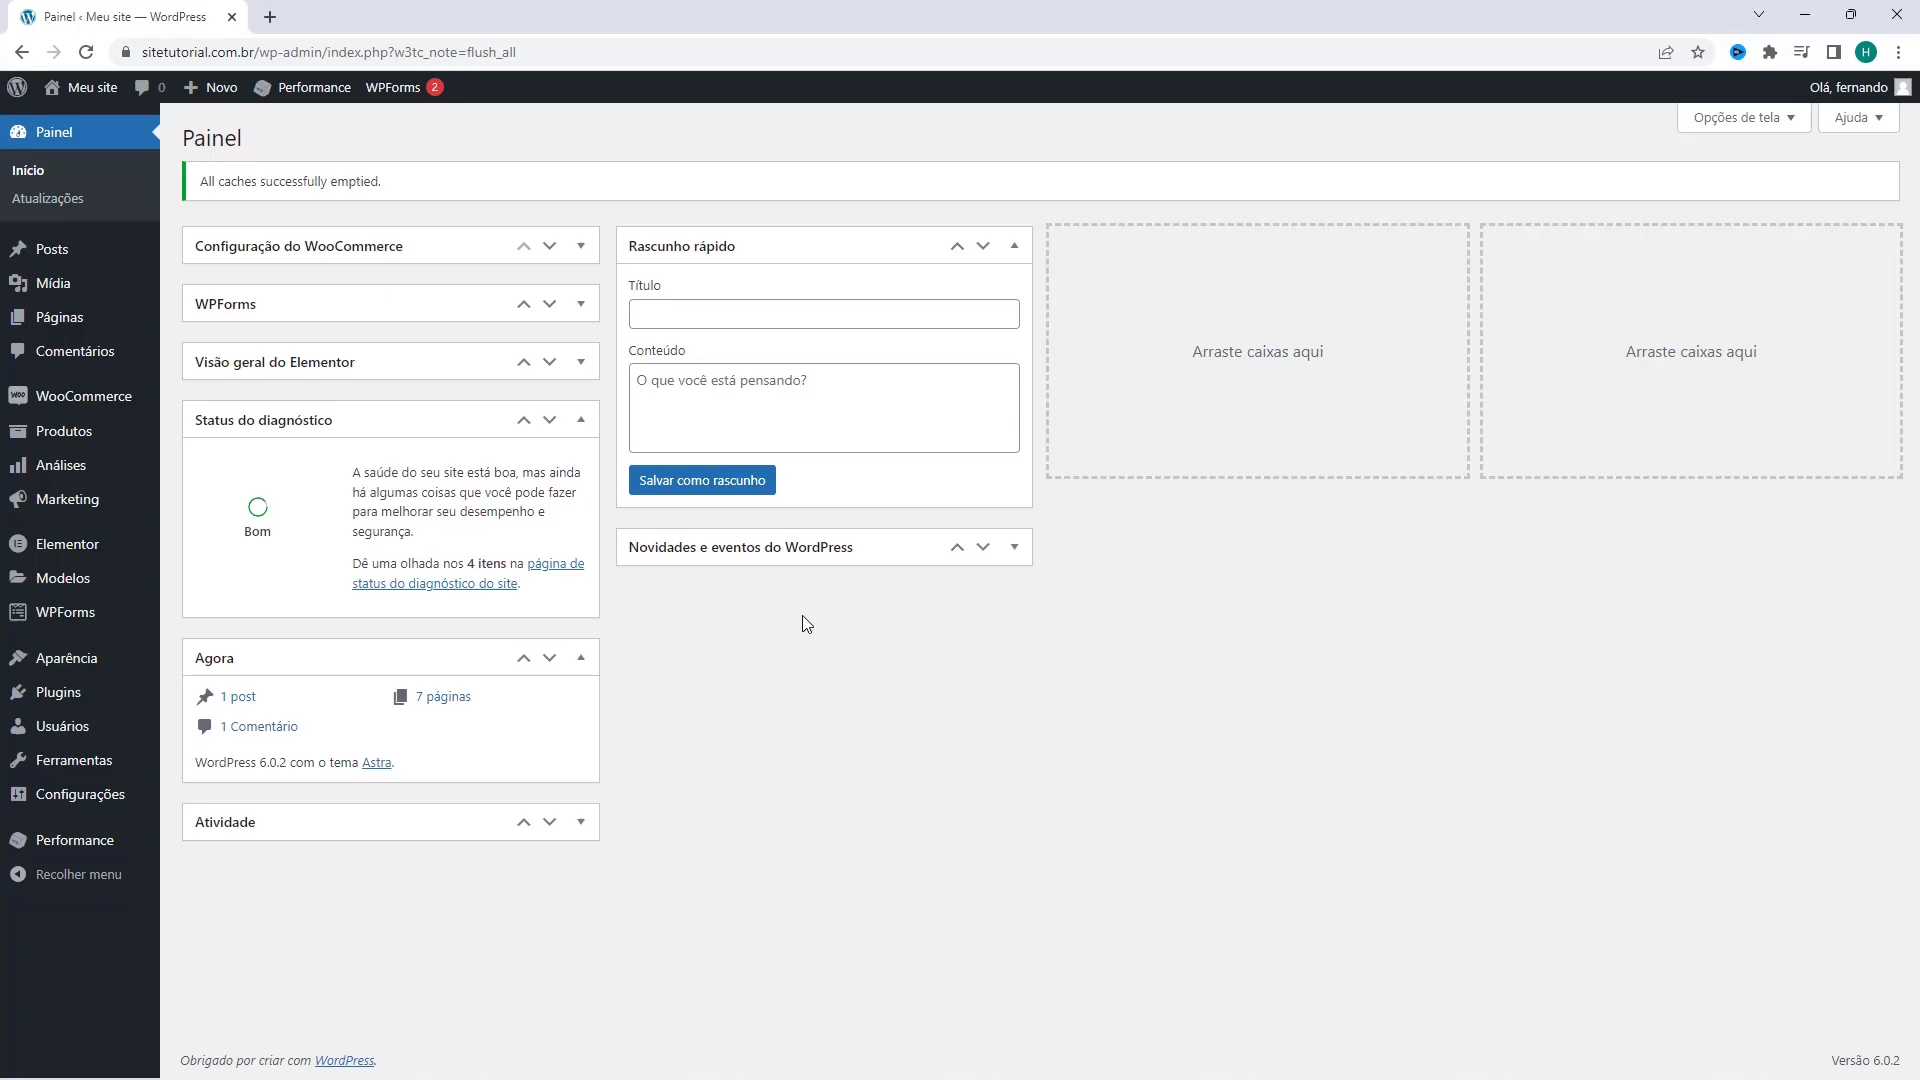 Painel ‹ Meu site — WordPress
sitetutorial.com.br/wp-admin/index.php?w3tc_note=flush_all
H
Meu site
0
Novo
Performance
WPForms 2
Olá, fernando
Painel
Início
Atualizações
Posts
Mídia
Páginas
Comentários
WooCommerce
Produtos
Análises
Marketing
Elementor
Modelos
WPForms
Aparência
Plugins
Usuários
Ferramentas
Configurações
Performance
Recolher menu
Opções de tela
Ajuda
Painel
All caches successfully emptied.
Configuração do WooCommerce
WPForms
Visão geral do Elementor
Status do diagnóstico
Bom
A saúde do seu site está boa, mas ainda
há algumas coisas que você pode fazer
para melhorar seu desempenho e
segurança.
Dê uma olhada nos 4 itens na página de
status do diagnóstico do site.
Agora
1 post
7 páginas
1 Comentário
WordPress 6.0.2 com o tema Astra.
Atividade
Rascunho rápido
Título
Conteúdo
O que você está pensando?
Salvar como rascunho
Novidades e eventos do WordPress
Arraste caixas aqui
Arraste caixas aqui
Obrigado por criar com WordPress.
Versão 6.0.2